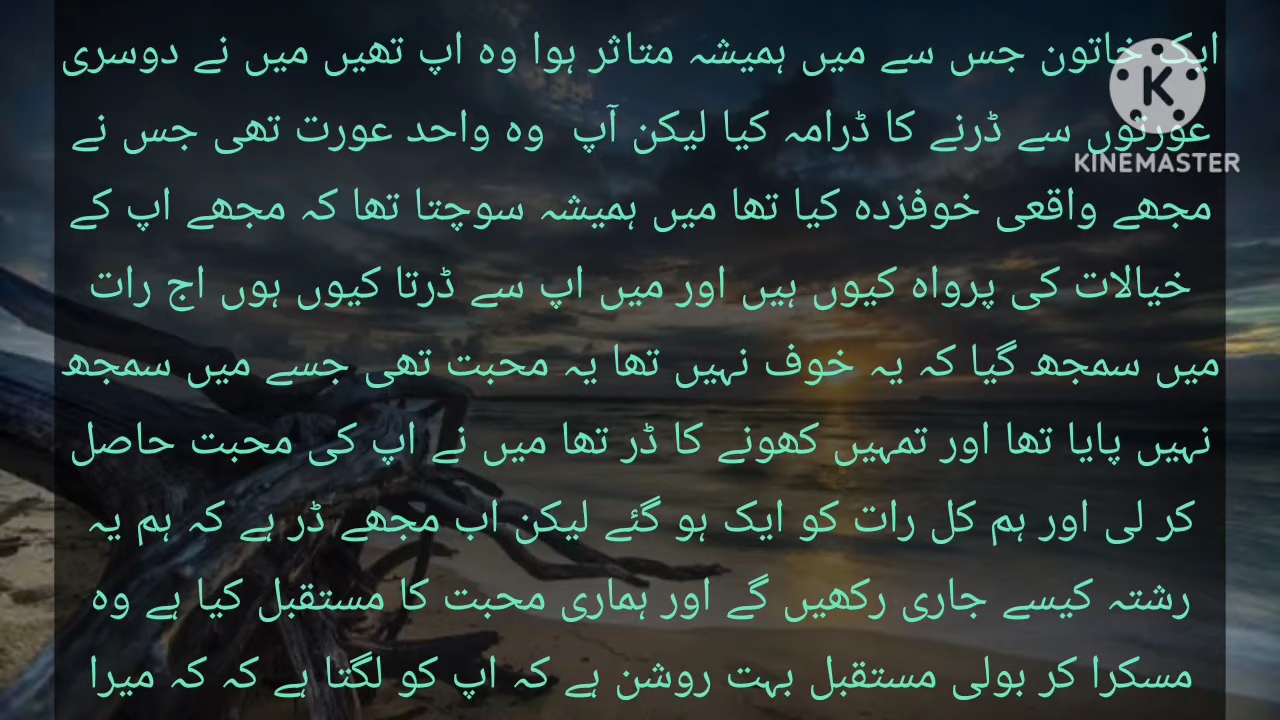 ایک خاتون جس سے میں ہمیشہ متاثر ہوا وہ اپ تھیں میں نے دوسری
عورتوں سے ڈرنے کا ڈرامہ کیا لیکن آپ وہ واحد عورت تھی جس نے
KINEMASTER
مجھے واقعی خوفزدہ کیا تھا میں ہمیشہ سوچتا تھا کہ مجھے اپ کے
خیالات کی پرواہ کیوں ہیں اور میں اپ سے ڈرتا کیوں ہوں اج رات
میں سمجھ گیا کہ یہ خوف نہیں تھا یہ محبت تھی جسے میں سمجھ
نہیں پایا تھا اور تمہیں کھونے کا ڈر تھا میں نے اپ کی محبت حاصل
کر لی اور ہم کل رات کو ایک ہو گئے لیکن اب مجھے ڈر ہے کہ ہم یہ
رشتہ کیسے جاری رکھیں گے اور ہماری محبت کا مستقبل کیا ہے وہ
مسکرا کر بولی مستقبل بہت روشن ہے کہ اپ کو لگتا ہے کہ کہ میرا